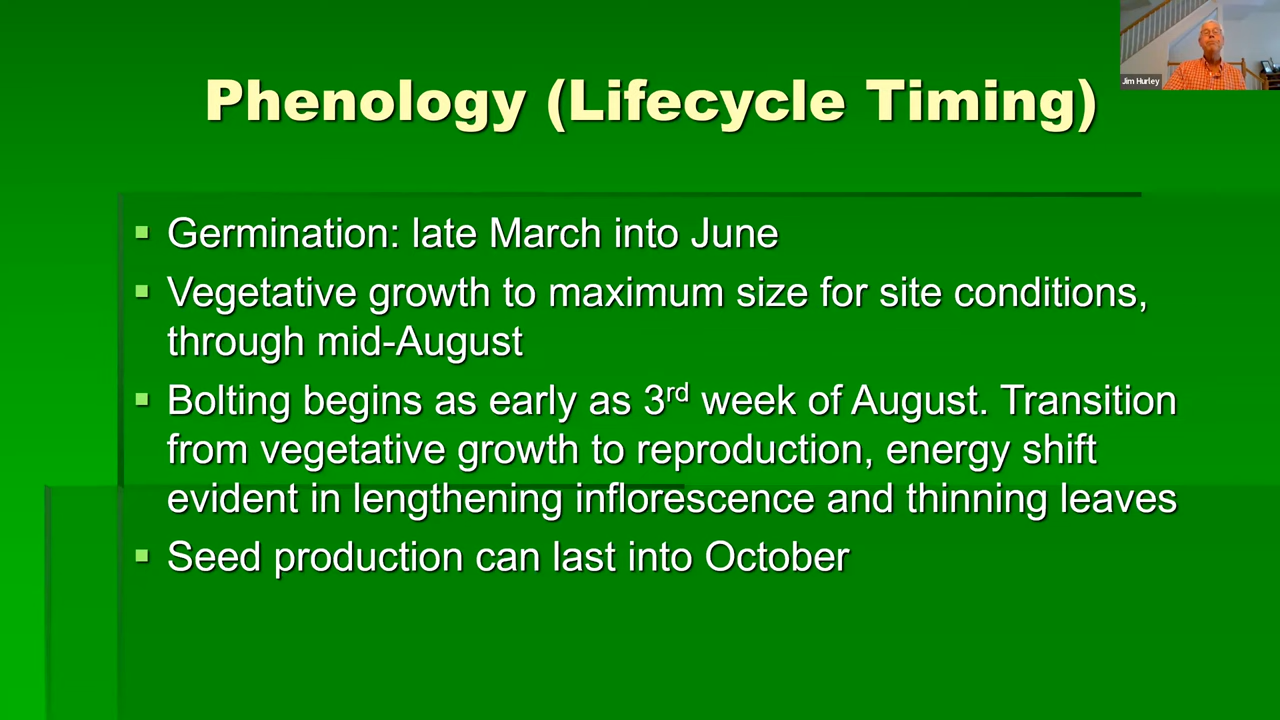 Jim Hurley
Phenology (Lifecycle Timing)
Germination: late March into June
Vegetative growth to maximum size for site conditions,
through mid-August
Bolting begins as early as 3rd week of August. Transition
from vegetative growth to reproduction, energy shift
evident in lengthening inflorescence and thinning leaves
Seed production can last into October